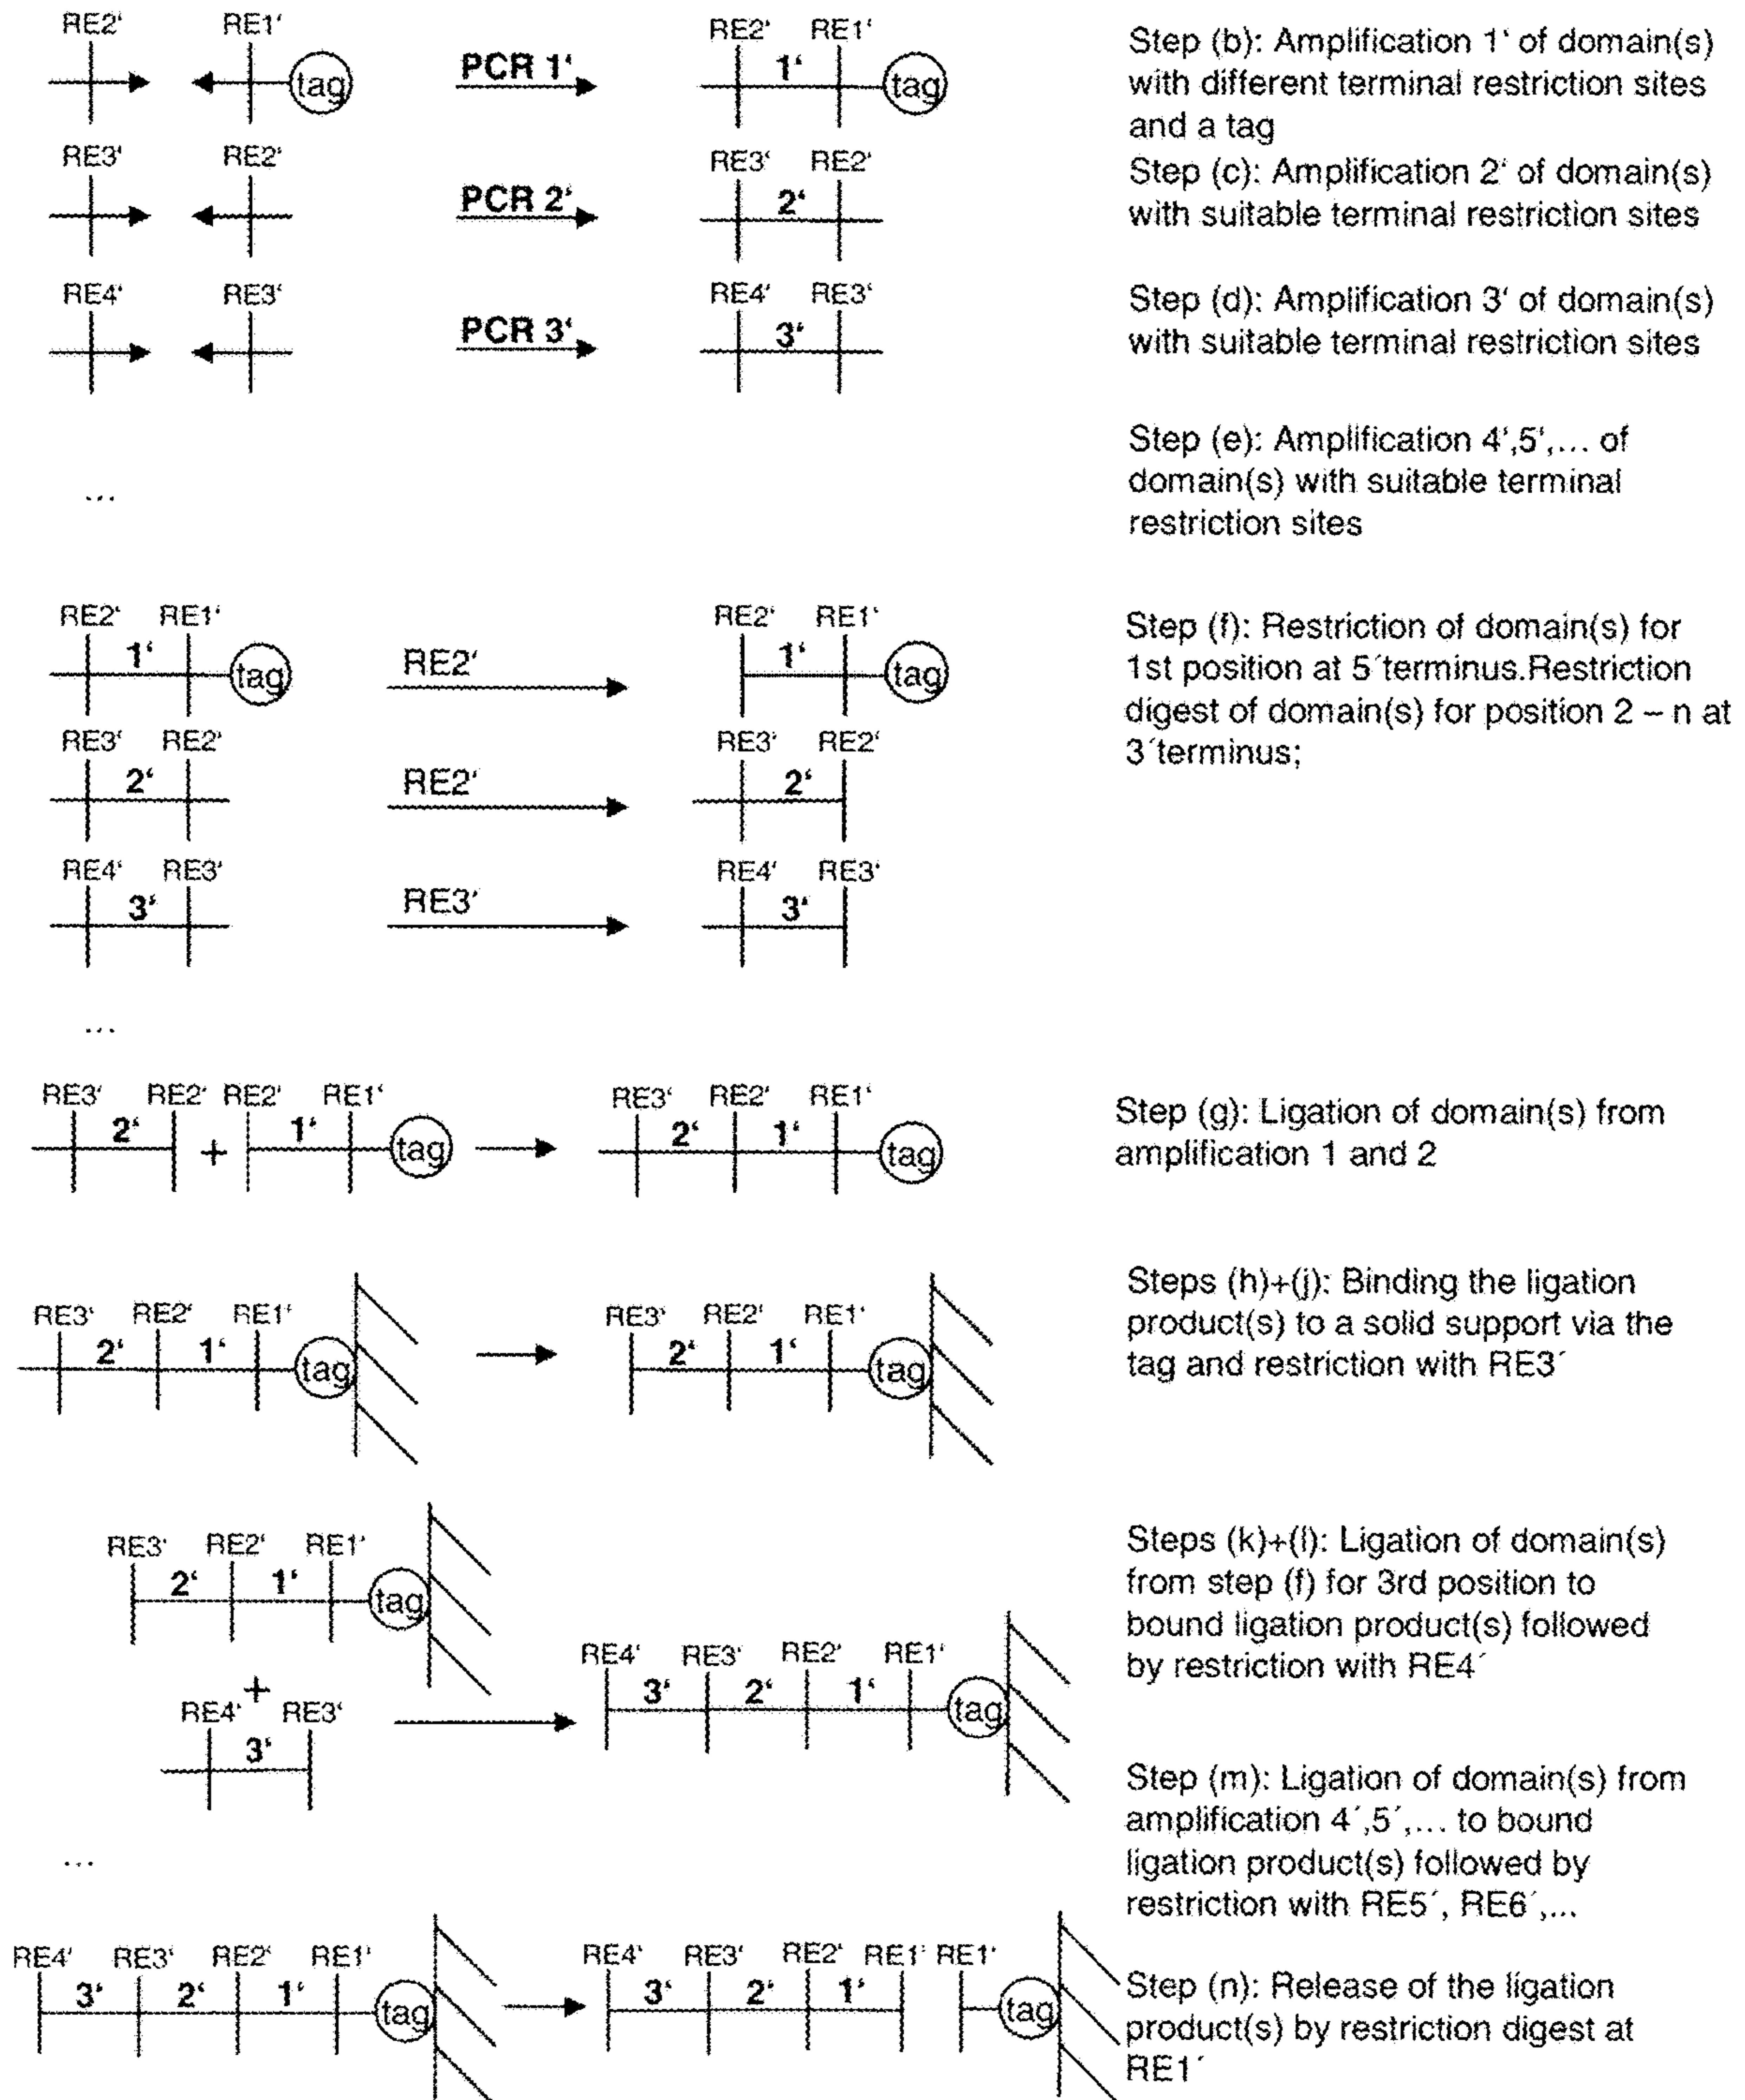 RE2‘ RE1‘ RE2‘ RE1‘
tag PCR 1‘ 1‘ tag
Step (b): Amplification 1‘ of domain(s)
with different terminal restriction sites
and a tag
RE3‘ RE2‘ RE3‘ RE2‘
PCR 2‘ 2‘
Step (c): Amplification 2‘ of domain(s)
with suitable terminal restriction sites
RE4‘ RE3‘ RE4‘ RE3‘
PCR 3‘ 3‘
Step (d): Amplification 3‘ of domain(s)
with suitable terminal restriction sites
...
Step (e): Amplification 4‘,5‘,... of
domain(s) with suitable terminal
restriction sites
RE2‘ RE1‘ RE2‘ RE1‘
1‘ tag RE2‘ 1‘ tag
RE3‘ RE2‘ RE3‘ RE2‘
2‘ RE2‘ 2‘
RE4‘ RE3‘ RE4‘ RE3‘
3‘ RE3‘ 3‘
Step (f): Restriction of domain(s) for
1st position at 5´terminus.Restriction
digest of domain(s) for position 2 – n at
3´terminus;
...
RE3‘ RE2‘ RE2‘ RE1‘ RE3‘ RE2‘ RE1‘
2‘ + 1‘ tag 2‘ 1‘ tag
Step (g): Ligation of domain(s) from
amplification 1 and 2
RE3‘ RE2‘ RE1‘ RE3‘ RE2‘ RE1‘
2‘ 1‘ tag 2‘ 1‘ tag
Steps (h)+(j): Binding the ligation
product(s) to a solid support via the
tag and restriction with RE3´
RE3‘ RE2‘ RE1‘
2‘ 1‘ tag
+
RE4‘ RE3‘
3‘
RE4‘ RE3‘ RE2‘ RE1‘
3‘ 2‘ 1‘ tag
Steps (k)+(l): Ligation of domain(s)
from step (f) for 3rd position to
bound ligation product(s) followed
by restriction with RE4´
...
Step (m): Ligation of domain(s) from
amplification 4´,5´,... to bound
ligation product(s) followed by
restriction with RE5´, RE6´,...
RE4‘ RE3‘ RE2‘ RE1‘ RE4‘ RE3‘ RE2‘ RE1‘ RE1‘
3‘ 2‘ 1‘ tag 3‘ 2‘ 1‘ tag
Step (n): Release of the ligation
product(s) by restriction digest at
RE1´